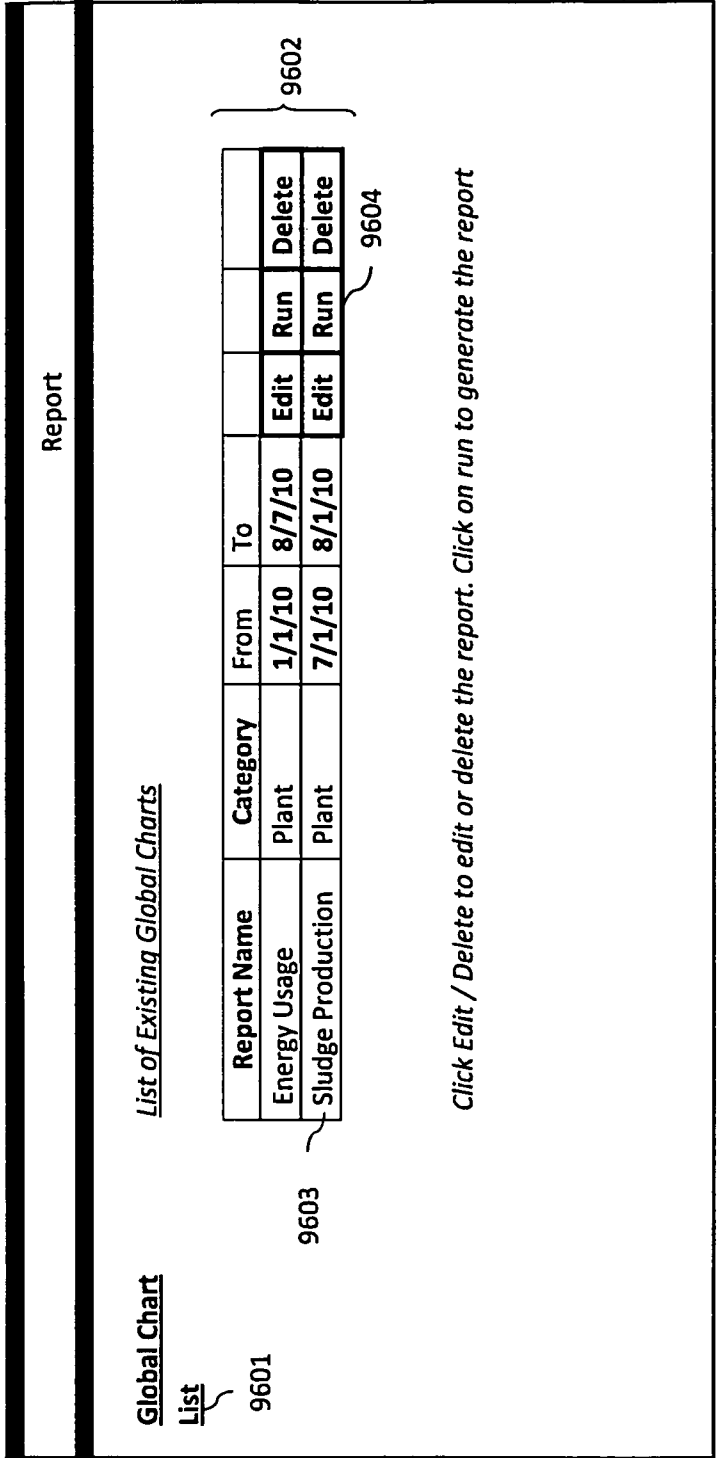 Report
Global Chart
List
9601
List of Existing Global Charts
Report Name Category From To
Energy Usage Plant 1/1/10 8/7/10 Edit Run Delete
Sludge Production Plant 7/1/10 8/1/10 Edit Run Delete
9602
9603
9604
Click Edit / Delete to edit or delete the report. Click on run to generate the report